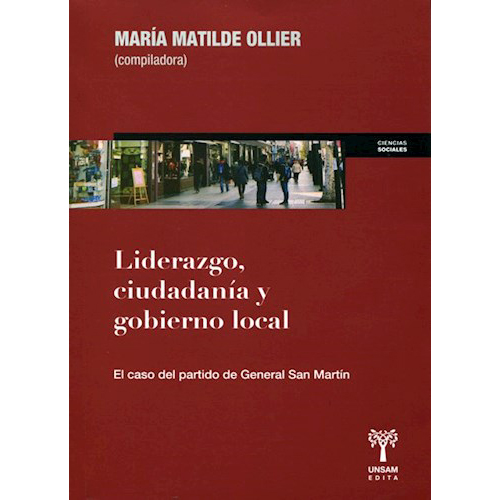 MARÍA MATILDE OLLIER
(compiladora)
CIENCIAS
SOCIALES
Liderazgo,
ciudadanía y
gobierno local
El caso del partido de General San Martín
UNSAM
EDITA